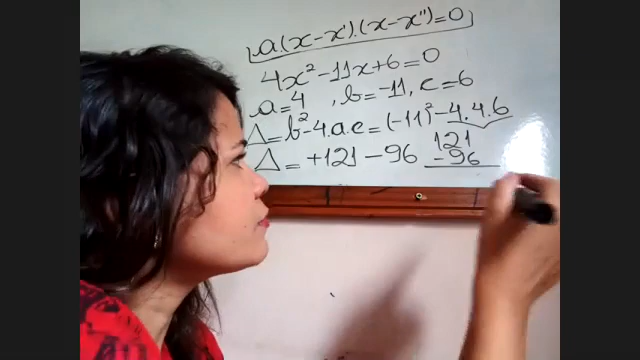 a.(x-x').(x-x'')=0
4x²-11x+6=0
a=4 , b=-11, c=6
Δ=b²-4.a.c=(-11)²-4.4.6
Δ=+121-96
121
-96